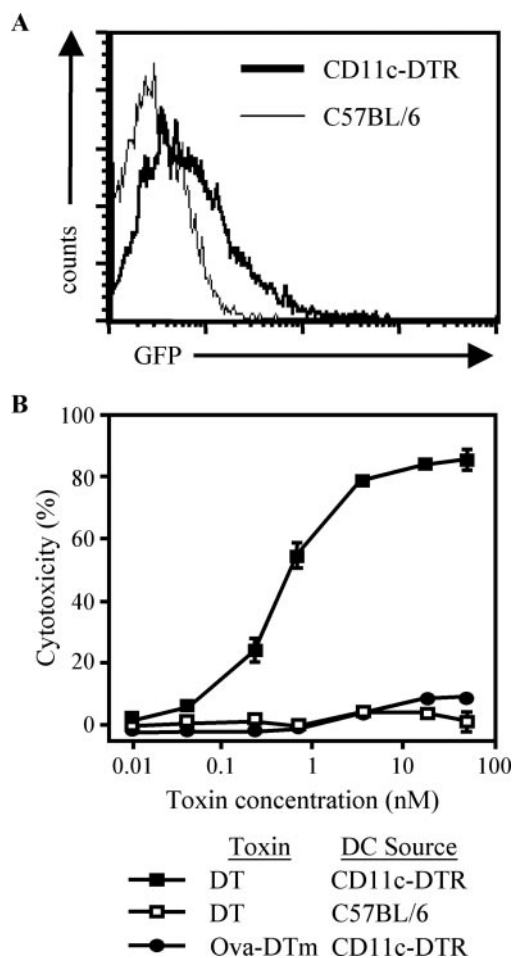 A
CD11c-DTR
C57BL/6
counts
GFP
B
100
80
60
40
20
0
Cytotoxicity (%)
0.01 0.1 1 10 100
Toxin concentration (nM)
Toxin DC Source
DT CD11c-DTR
DT C57BL/6
Ova-DTm CD11c-DTR